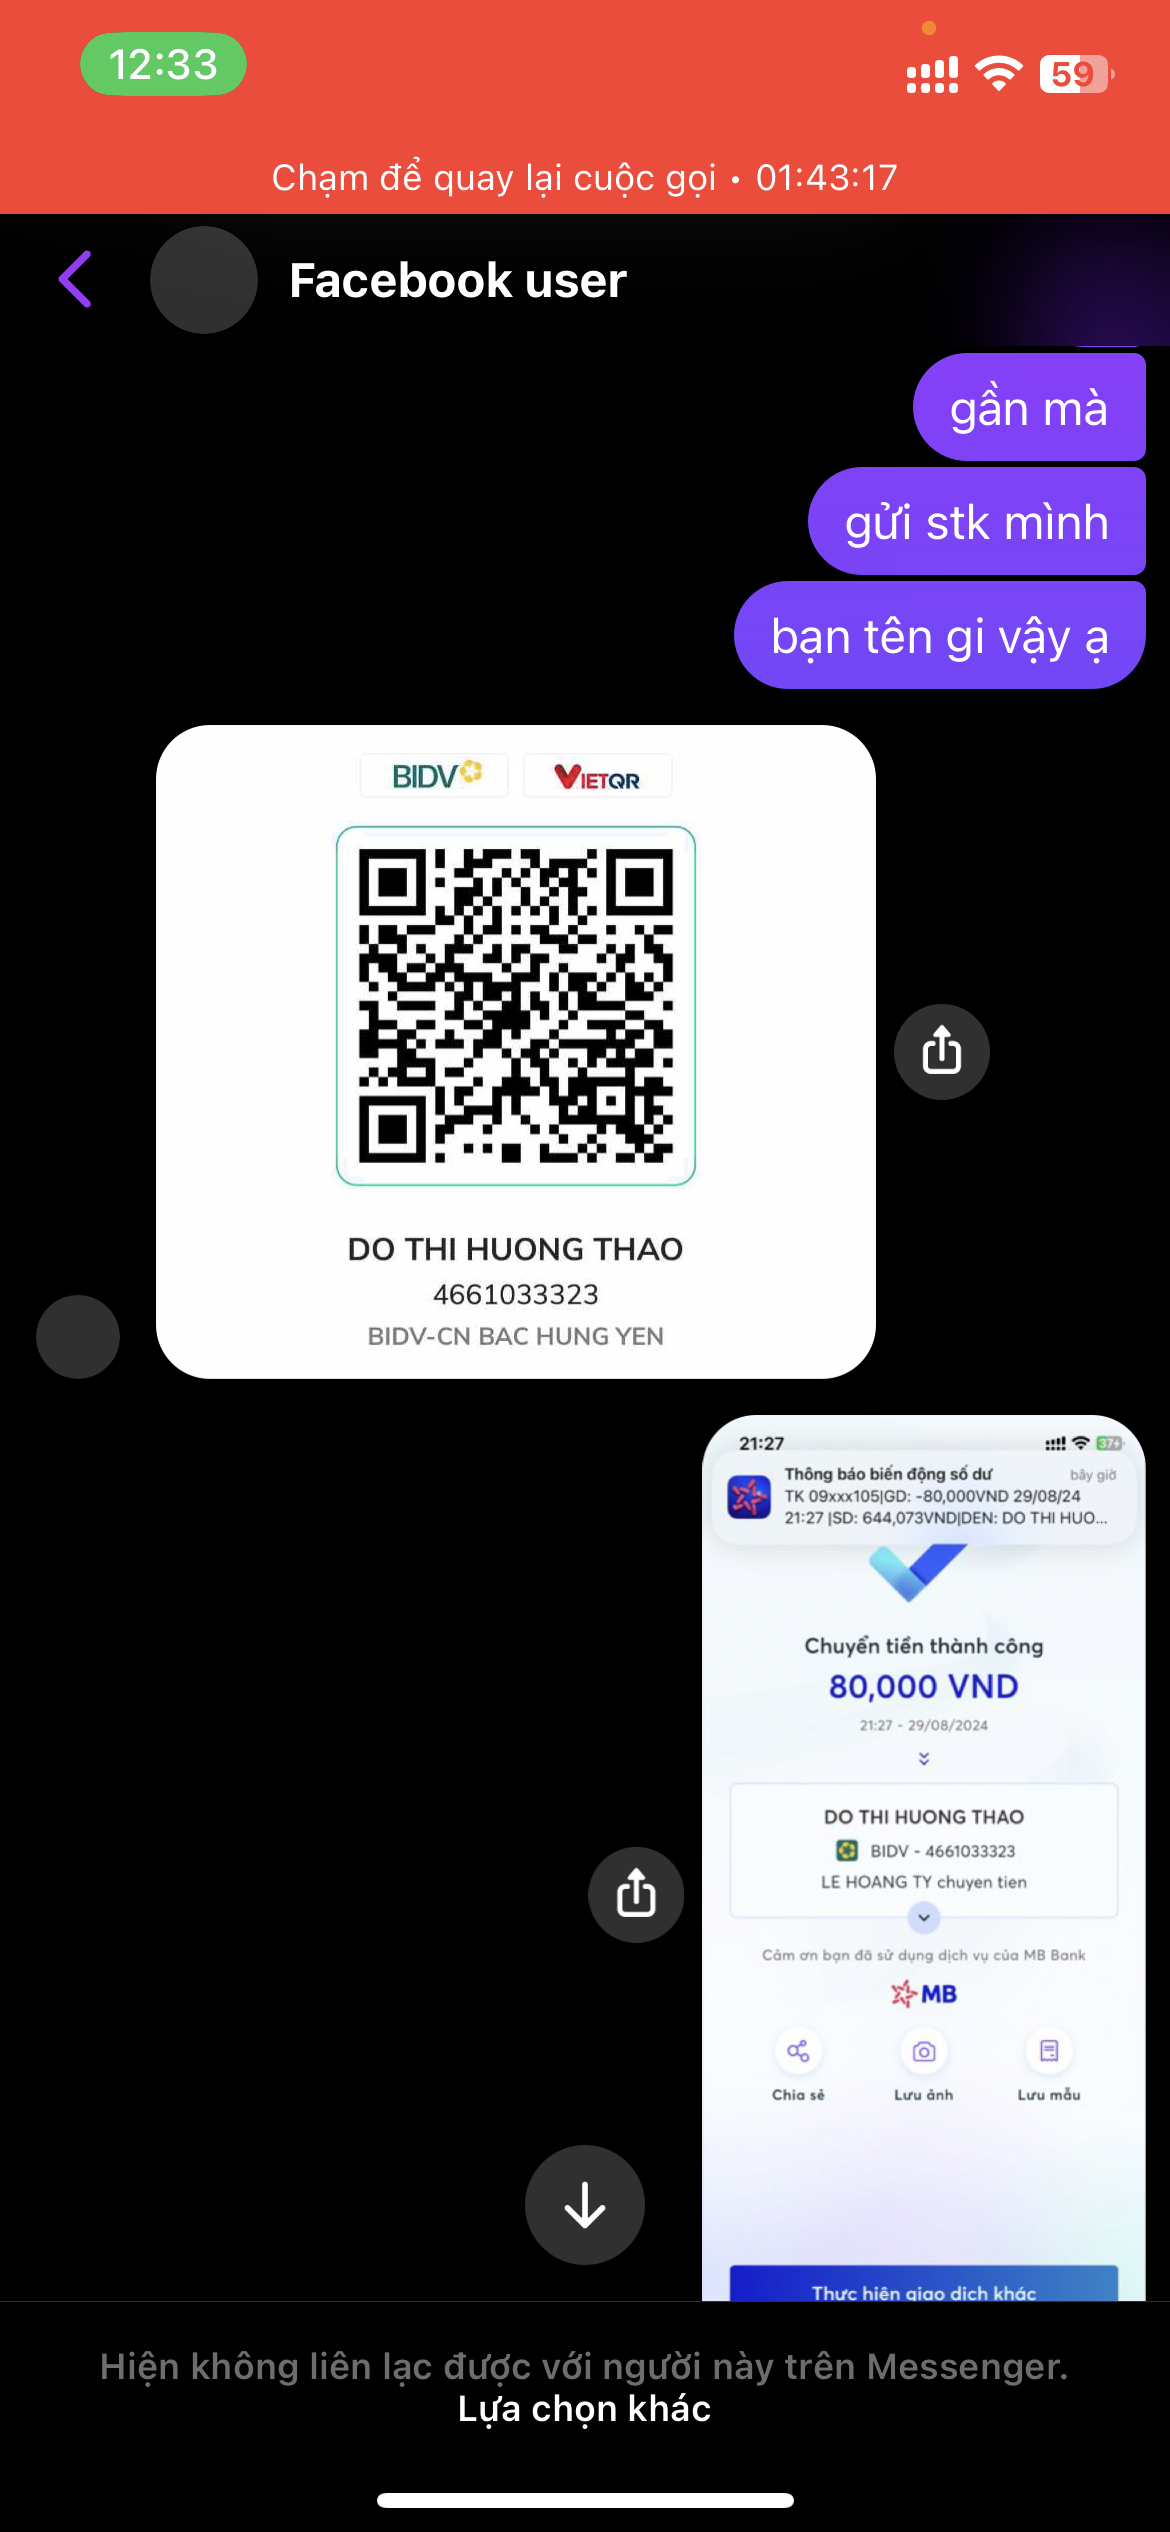 12:33
59
Chạm để quay lại cuộc gọi • 01:43:17
Facebook user
gần mà
gửi stk mình
bạn tên gi vậy ạ
BIDV
VIETQR
DO THI HUONG THAO
4661033323
BIDV-CN BAC HUNG YEN
21:27
37
Thông báo biến động số dư
bây giờ
TK 09xxx105|GD: -80,000VND 29/08/24
21:27 |SD: 644,073VND|DEN: DO THI HUO...
Chuyển tiền thành công
80,000 VND
21:27 - 29/08/2024
DO THI HUONG THAO
BIDV - 4661033323
LE HOANG TY chuyen tien
Cảm ơn bạn đã sử dụng dịch vụ của MB Bank
MB
Chia sẻ
Lưu ảnh
Lưu mẫu
Thực hiện giao dịch khác
Hiện không liên lạc được với người này trên Messenger.
Lựa chọn khác